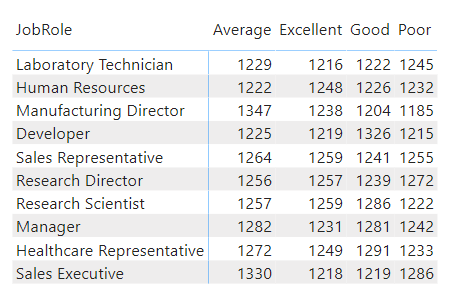 JobRole Average Excellent Good Poor
Laboratory Technician 1229 1216 1222 1245
Human Resources 1222 1248 1226 1232
Manufacturing Director 1347 1238 1204 1185
Developer 1225 1219 1326 1215
Sales Representative 1264 1259 1241 1255
Research Director 1256 1257 1239 1272
Research Scientist 1257 1259 1286 1222
Manager 1282 1231 1281 1242
Healthcare Representative 1272 1249 1291 1233
Sales Executive 1330 1218 1219 1286